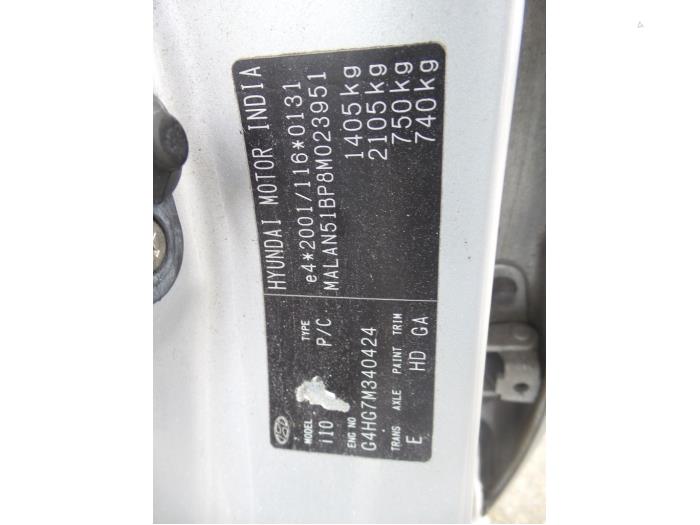 HYUNDAI MOTOR INDIA
e4*2001/116*0131
MALAN51BP8M023951
1405kg
2105kg
750kg
740kg
MODEL TYPE
i10 P/C
ENG NO
G4HG7M340424
TRANS AXLE PAINT TRIM
E HD GA